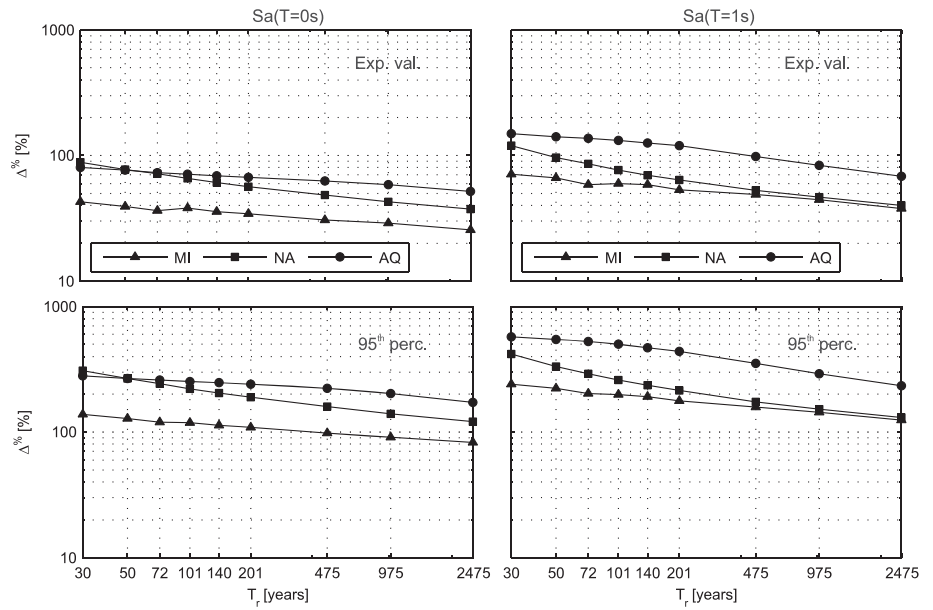 Sa(T=0s)
Sa(T=1s)
1000
100
10
Δ% [%]
Exp. val.
Exp. val.
MI NA AQ
MI NA AQ
1000
100
10
Δ% [%]
95th perc.
95th perc.
30 50 72 101 140 201 475 975 2475
30 50 72 101 140 201 475 975 2475
Tr [years]
Tr [years]